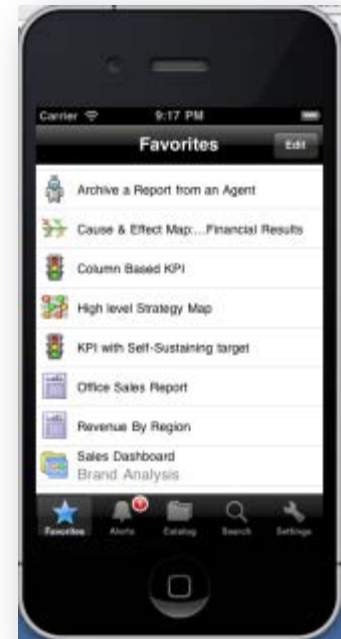 Carrier 9:17 PM
Favorites Edit
Archive a Report from an Agent
Cause & Effect Map:...Financial Results
Column Based KPI
High level Strategy Map
KPI with Self-Sustaining target
Office Sales Report
Revenue By Region
Sales Dashboard
Brand Analysis
Favorites Alerts Catalog Search Settings